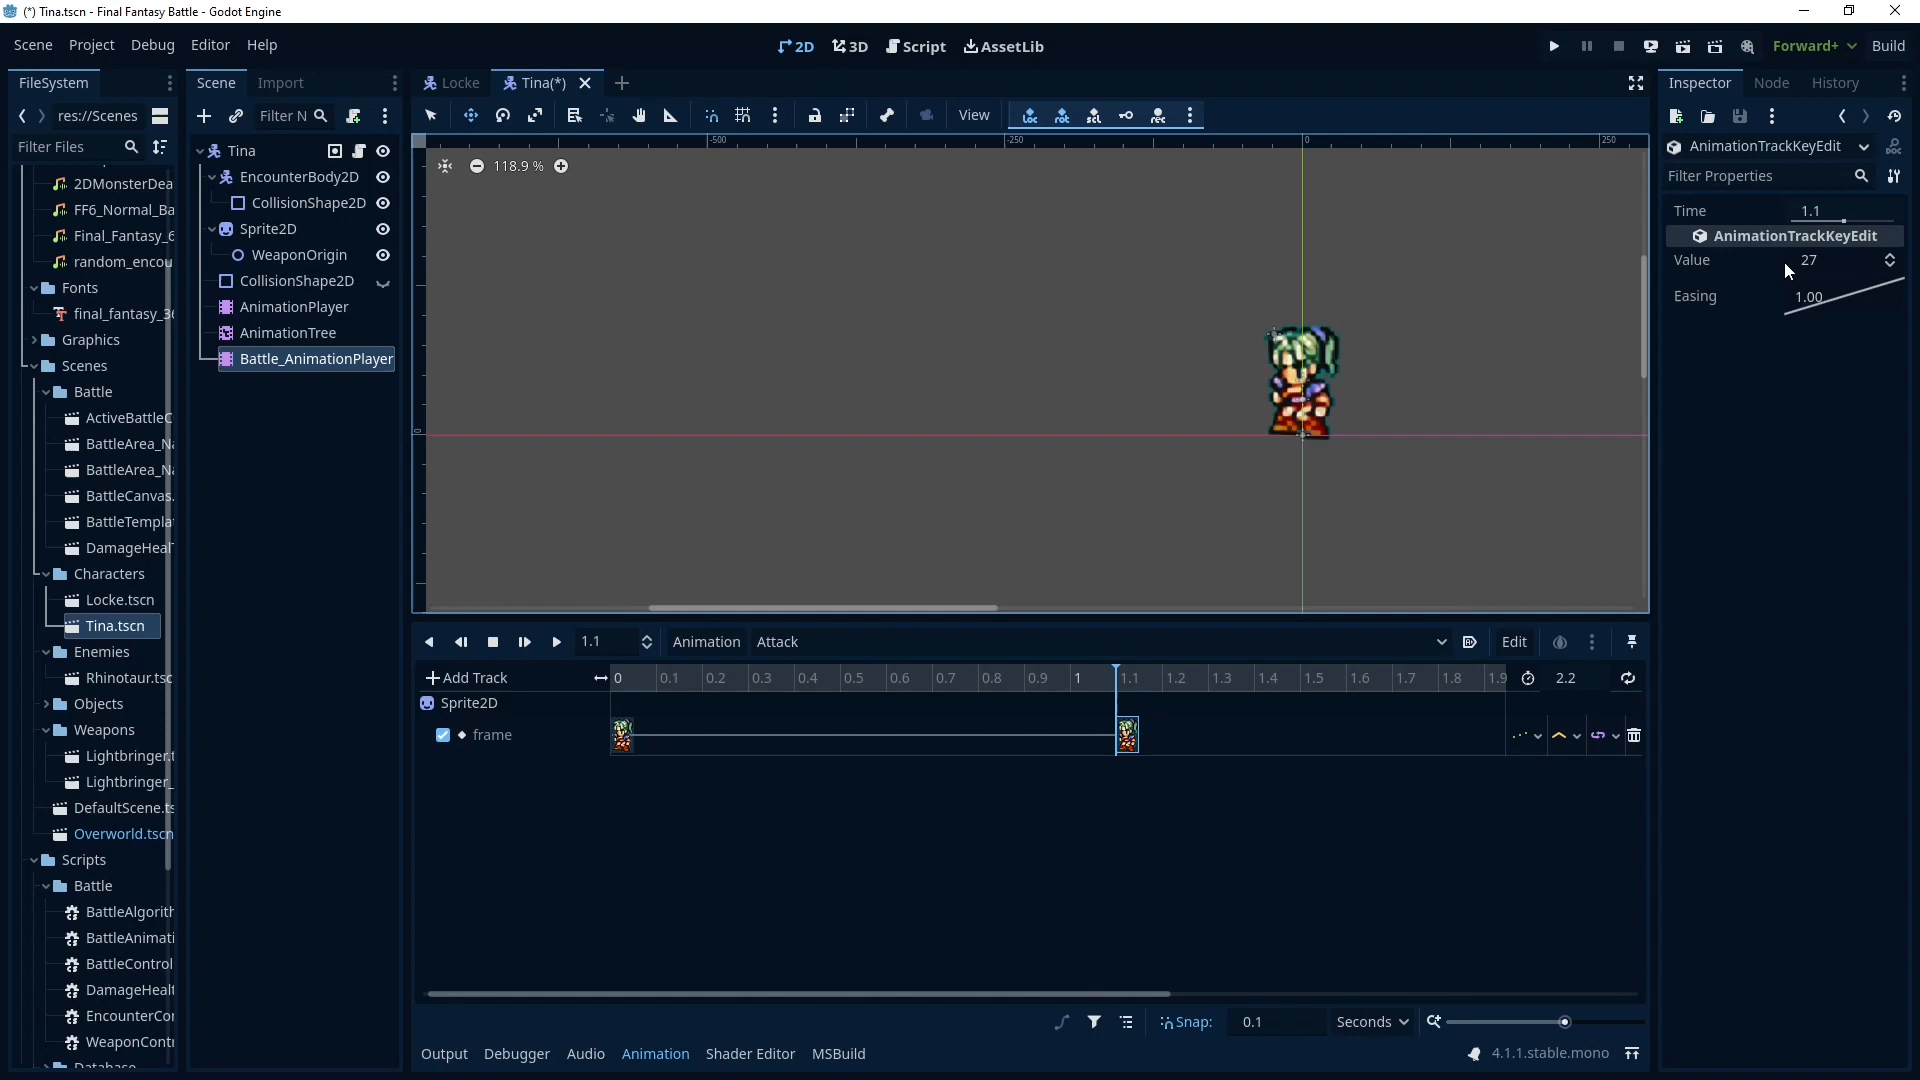 (*) Tina.tscn - Final Fantasy Battle - Godot Engine
Scene Project Debug Editor Help
2D 3D Script AssetLib
Forward+ Build
FileSystem
res://Scenes
Filter Files
2DMonsterDea
FF6_Normal_Ba
Final_Fantasy_6
random_encou
Fonts
final_fantasy_36
Graphics
Scenes
Battle
ActiveBattleC
BattleArea_Na
BattleArea_Na
BattleCanvas.
BattleTempla
DamageHeal
Characters
Locke.tscn
Tina.tscn
Enemies
Rhinotaur.tsc
Objects
Weapons
Lightbringer.t
Lightbringer_
DefaultScene.ts
Overworld.tscn
Scripts
Battle
BattleAlgorith
BattleAnimati
BattleControl
DamageHealt
EncounterCon
WeaponContr
Database
Scene Import
Filter N
Tina
EncounterBody2D
CollisionShape2D
Sprite2D
WeaponOrigin
CollisionShape2D
AnimationPlayer
AnimationTree
Battle_AnimationPlayer
Locke Tina(*)
View
-500 -250 0 250
0
118.9 %
1.1 Animation Attack Edit
Add Track 0 0.1 0.2 0.3 0.4 0.5 0.6 0.7 0.8 0.9 1 1.1 1.2 1.3 1.4 1.5 1.6 1.7 1.8 1.9 2.2
Sprite2D
frame
Snap: 0.1 Seconds
Output Debugger Audio Animation Shader Editor MSBuild 4.1.1.stable.mono
Inspector Node History
AnimationTrackKeyEdit
Filter Properties
Time 1.1
AnimationTrackKeyEdit
Value 27
Easing 1.00